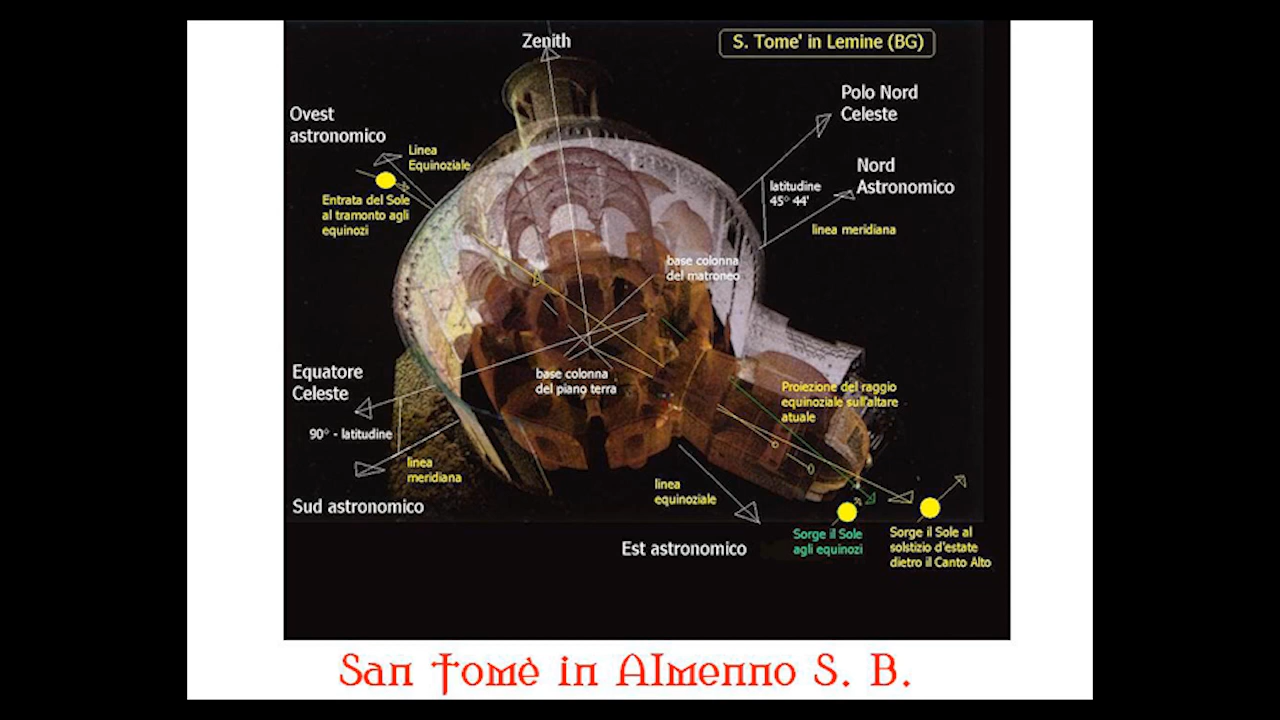 Zenith
S. Tome' in Lemine (BG)
Polo Nord
Celeste
Ovest
astronomico
Linea
Equinoziale
Nord
Astronomico
latitudine
45° 44'
Entrata del Sole
al tramonto agli
equinozi
linea meridiana
base colonna
del matroneo
Equatore
Celeste
base colonna
del piano terra
Proiezione del raggio
equinoziale sull'altare
attuale
90° - latitudine
linea
meridiana
linea
equinoziale
Sud astronomico
Est astronomico
Sorge il Sole
agli equinozi
Sorge il Sole al
solstizio d'estate
dietro il Canto Alto
San Tomè in Almenno S. B.